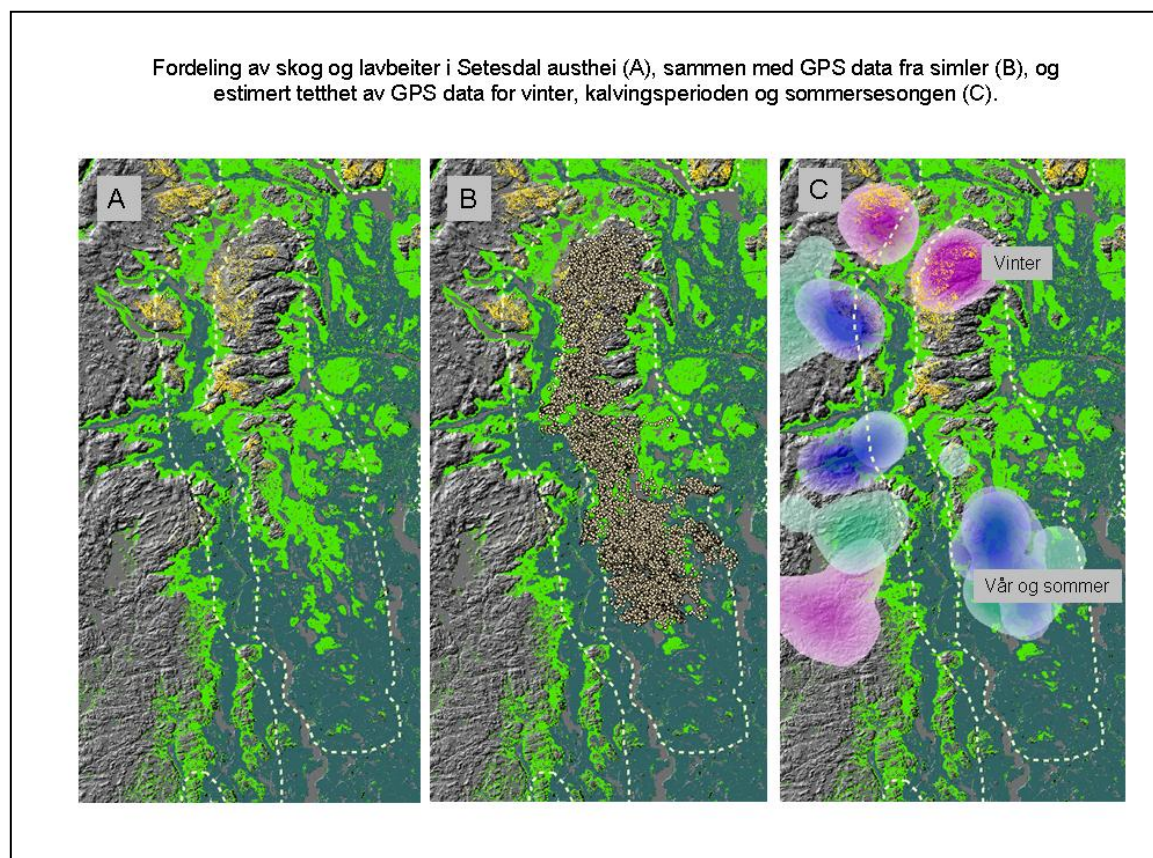 Fordeling av skog og lavbeiter i Setesdal austhei (A), sammen med GPS data fra simler (B), og
estimert tetthet av GPS data for vinter, kalvingsperioden og sommersesongen (C).
A
B
C
Vinter
Vår og sommer